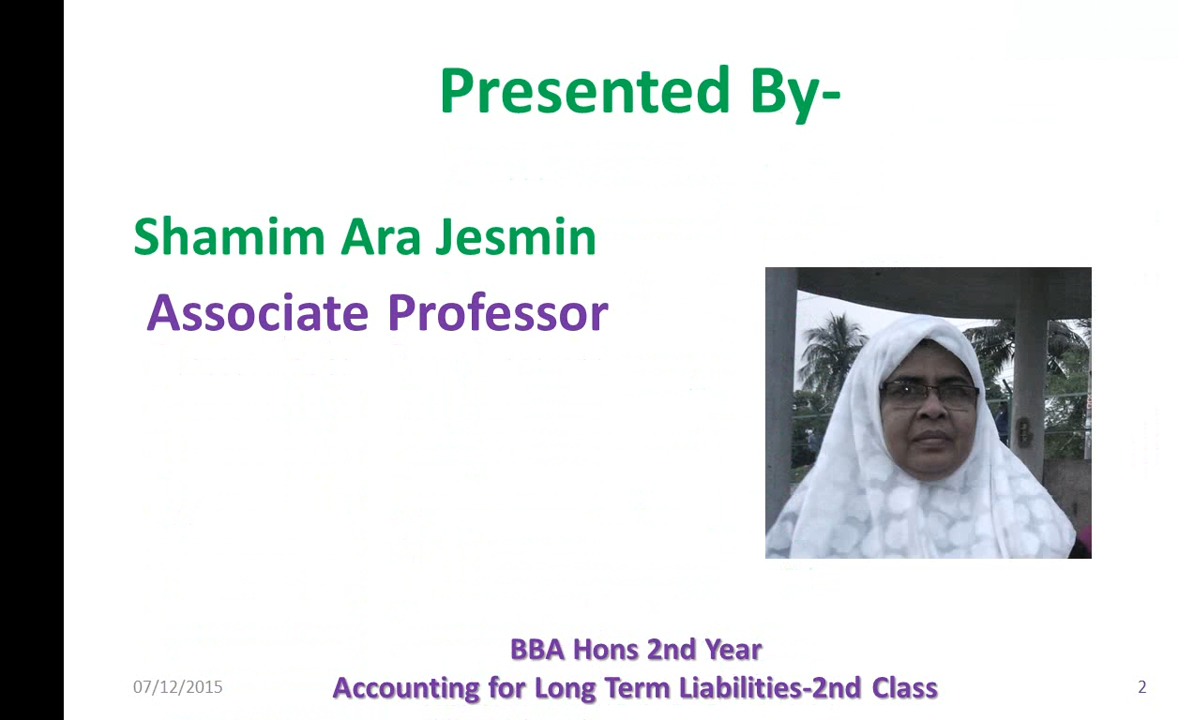 Presented By-
Shamim Ara Jesmin
Associate Professor
BBA Hons 2nd Year
07/12/2015
Accounting for Long Term Liabilities-2nd Class
2